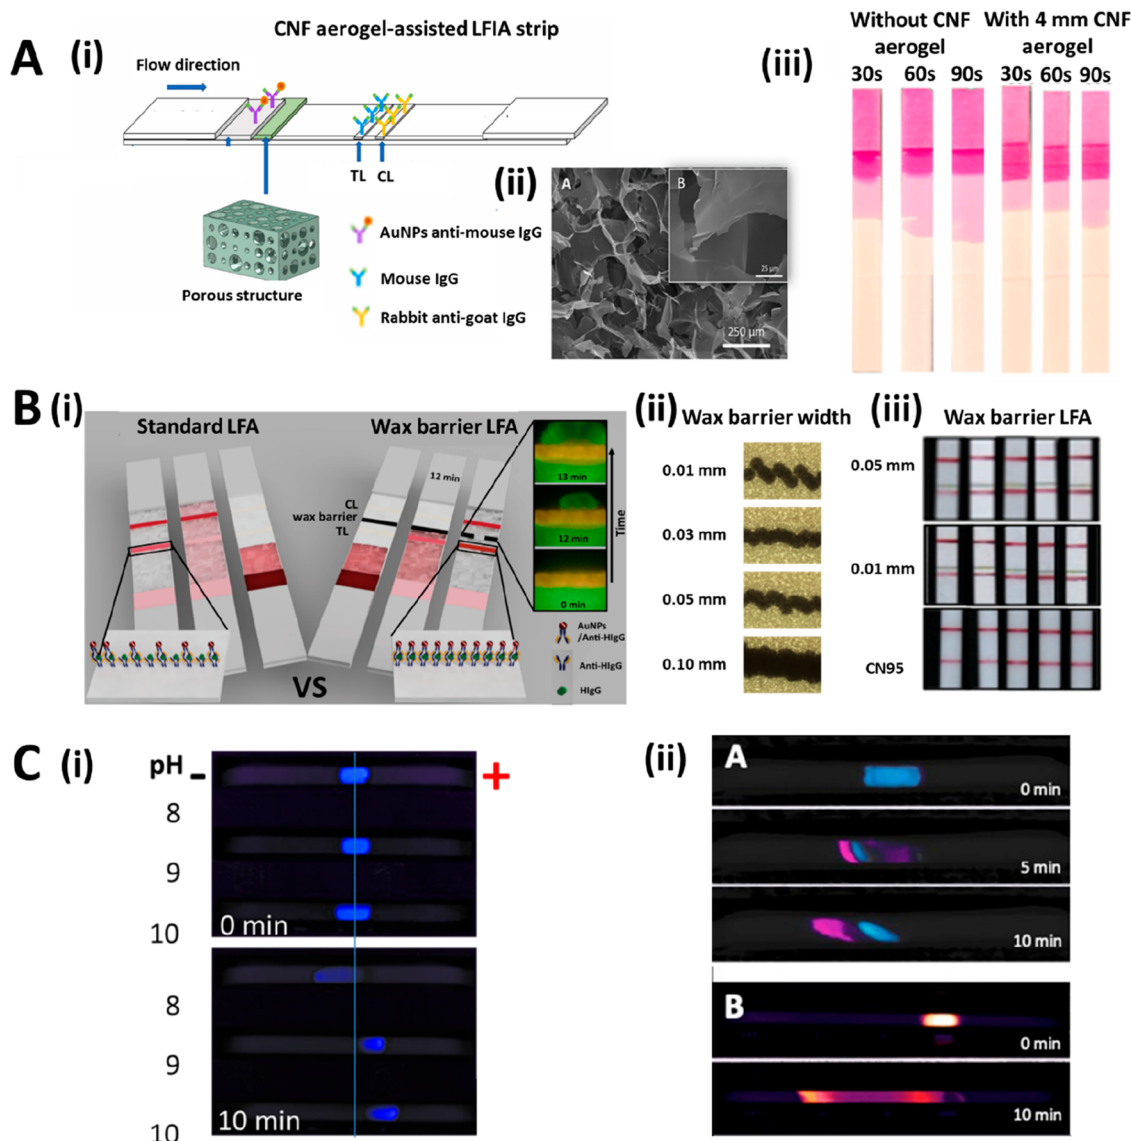 CNF aerogel-assisted LFIA strip
A
(i)
Flow direction
TL CL
Porous structure
AuNPs anti-mouse IgG
Mouse IgG
Rabbit anti-goat IgG
(ii)
A
B
25 µm
250 µm
(iii)
Without CNF
aerogel
With 4 mm CNF
aerogel
30s 60s 90s 30s 60s 90s
B
(i)
Standard LFA
Wax barrier LFA
12 min
CL
wax barrier
TL
13 min
12 min
0 min
Time
AuNPs
/Anti-HIgG
Anti-HIgG
HIgG
VS
(ii)
Wax barrier width
0.01 mm
0.03 mm
0.05 mm
0.10 mm
(iii)
Wax barrier LFA
0.05 mm
0.01 mm
CN95
C
(i)
pH
-
+
8
9
10
0 min
8
9
10
10 min
(ii)
A
0 min
5 min
10 min
B
0 min
10 min